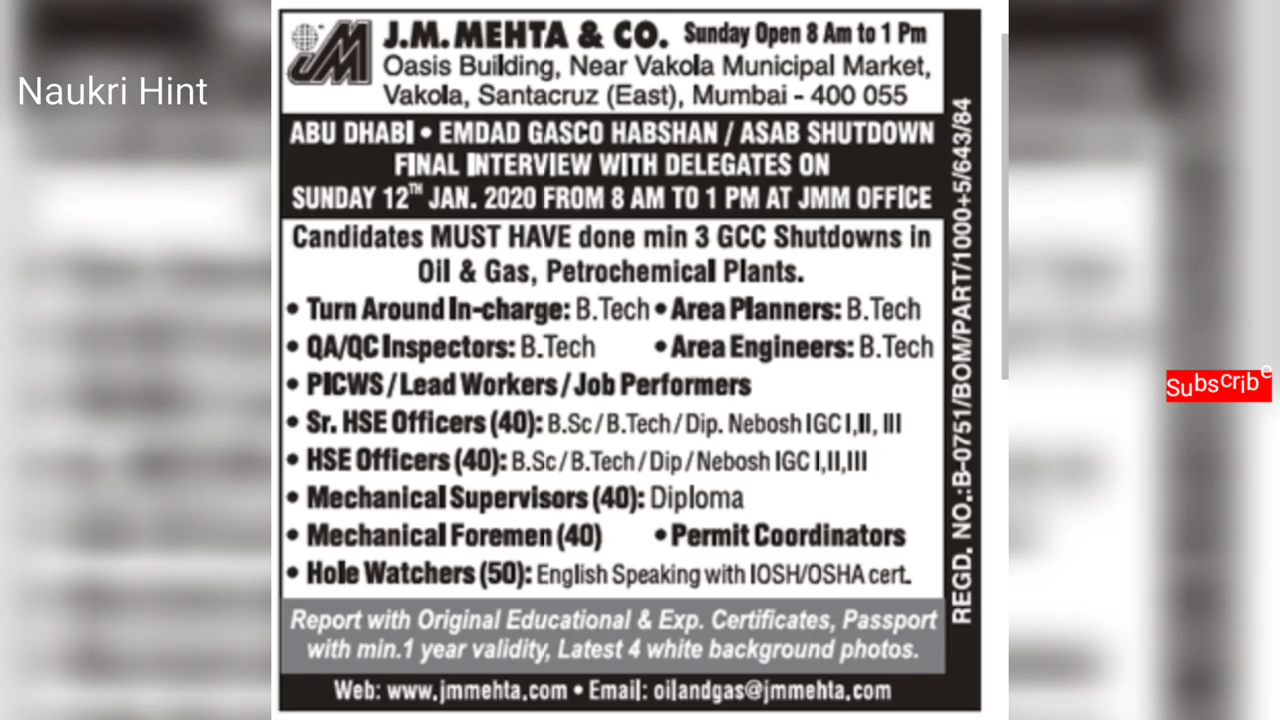 Naukri Hint
JM
J.M. MEHTA & CO. Sunday Open 8 Am to 1 Pm
Oasis Building, Near Vakola Municipal Market,
Vakola, Santacruz (East), Mumbai - 400 055
ABU DHABI • EMDAD GASCO HABSHAN / ASAB SHUTDOWN
FINAL INTERVIEW WITH DELEGATES ON
SUNDAY 12TH JAN. 2020 FROM 8 AM TO 1 PM AT JMM OFFICE
Candidates MUST HAVE done min 3 GCC Shutdowns in
Oil & Gas, Petrochemical Plants.
• Turn Around In-charge: B.Tech • Area Planners: B.Tech
• QA/QC Inspectors: B.Tech • Area Engineers: B.Tech
• PICWS / Lead Workers / Job Performers
• Sr. HSE Officers (40): B.Sc / B.Tech / Dip. Nebosh IGC I,II, III
• HSE Officers (40): B.Sc / B.Tech / Dip / Nebosh IGC I,II,III
• Mechanical Supervisors (40): Diploma
• Mechanical Foremen (40) • Permit Coordinators
• Hole Watchers (50): English Speaking with IOSH/OSHA cert.
Report with Original Educational & Exp. Certificates, Passport
with min.1 year validity, Latest 4 white background photos.
Web: www.jmmehta.com • Email: oilandgas@jmmehta.com
REGD. NO.:B-0751/BOM/PART/1000+5/643/84
Subscribe